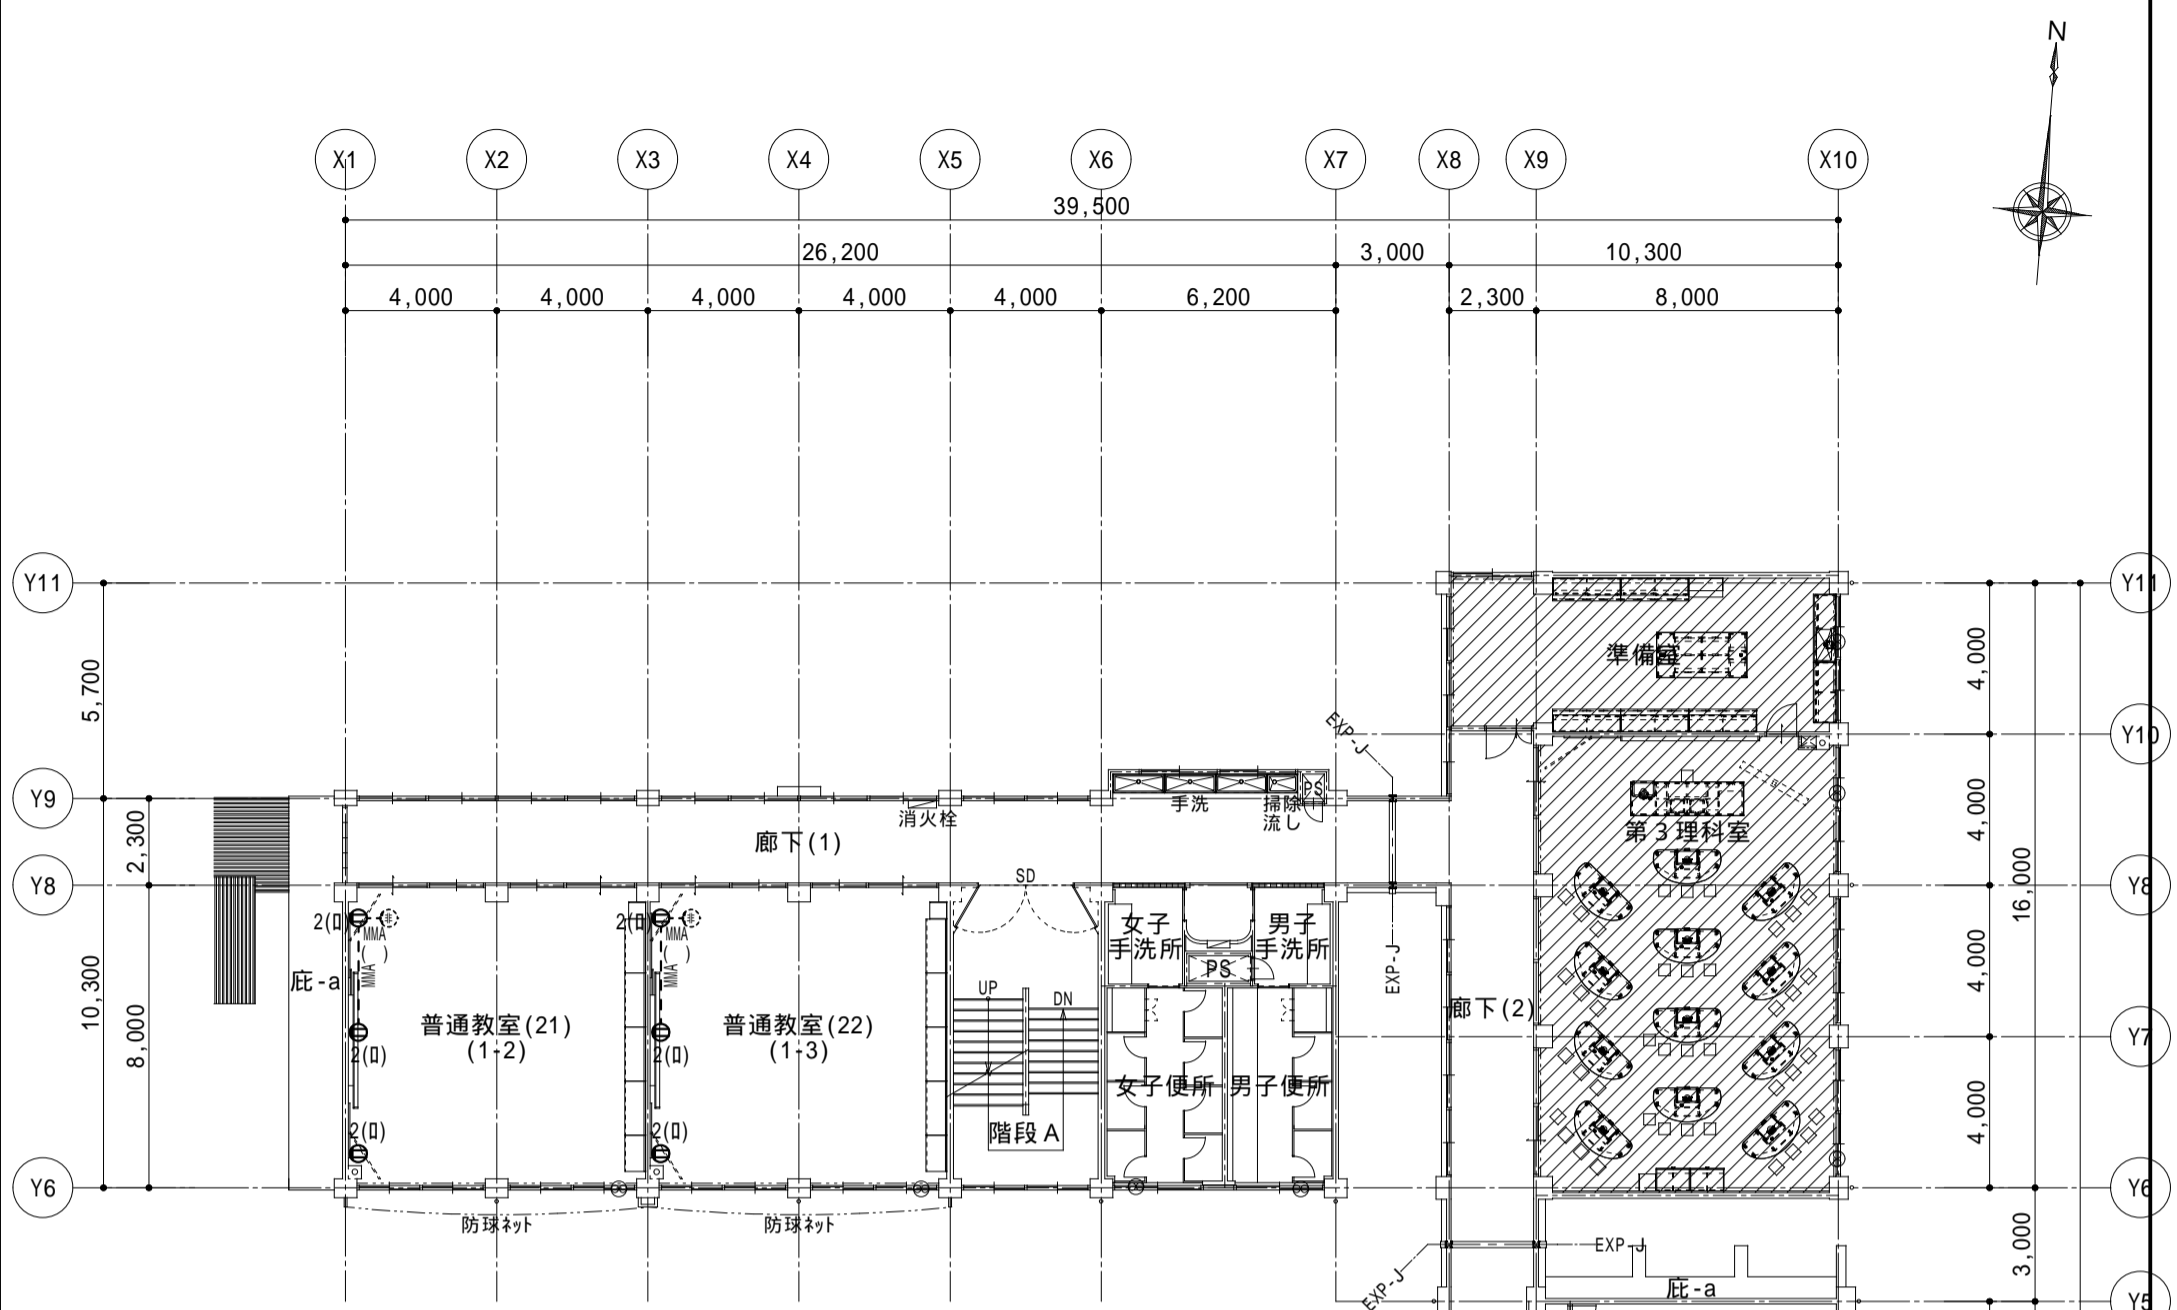 N
X1 X2 X3 X4 X5 X6 X7 X8 X9 X10
39,500
26,200 3,000 10,300
4,000 4,000 4,000 4,000 4,000 6,200 2,300 8,000
Y11 Y11
5,700
4,000
準備室
EXP-J
Y10
Y9
PS
手洗
掃除
流し
消火栓
2,300
廊下(1)
4,000
第3理科室
Y8 Y8
SD
16,000
2(ロ) 2(ロ)
MMA MMA
( ) ( )
MMA MMA
女子
手洗所
男子
手洗所
PS
EXP-J
4,000
庇-a
UP DN
廊下(2)
10,300
8,000
普通教室(21)
(1-2)
普通教室(22)
(1-3)
Y7
2(ロ) 2(ロ)
女子便所 男子便所
4,000
2(ロ) 2(ロ)
階段A
Y6 Y6
防球ネット 防球ネット
EXP-J
EXP-J
3,000
庇-a
Y5